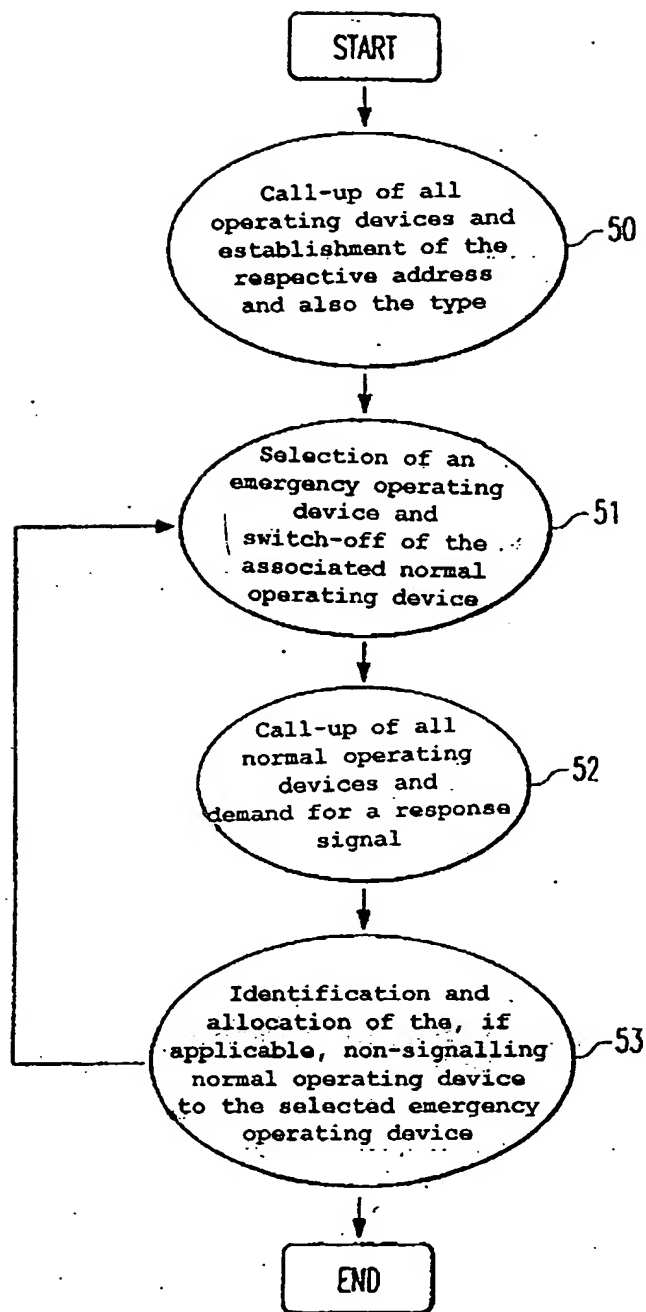 START
Call-up of all
operating devices and
establishment of the
respective address
and also the type
50
Selection of an
emergency operating
device and
switch-off of the
associated normal
operating device
51
Call-up of all
normal operating
devices and
demand for a response
signal
52
Identification and
allocation of the, if
applicable, non-signalling
normal operating device
to the selected emergency
operating device
53
END